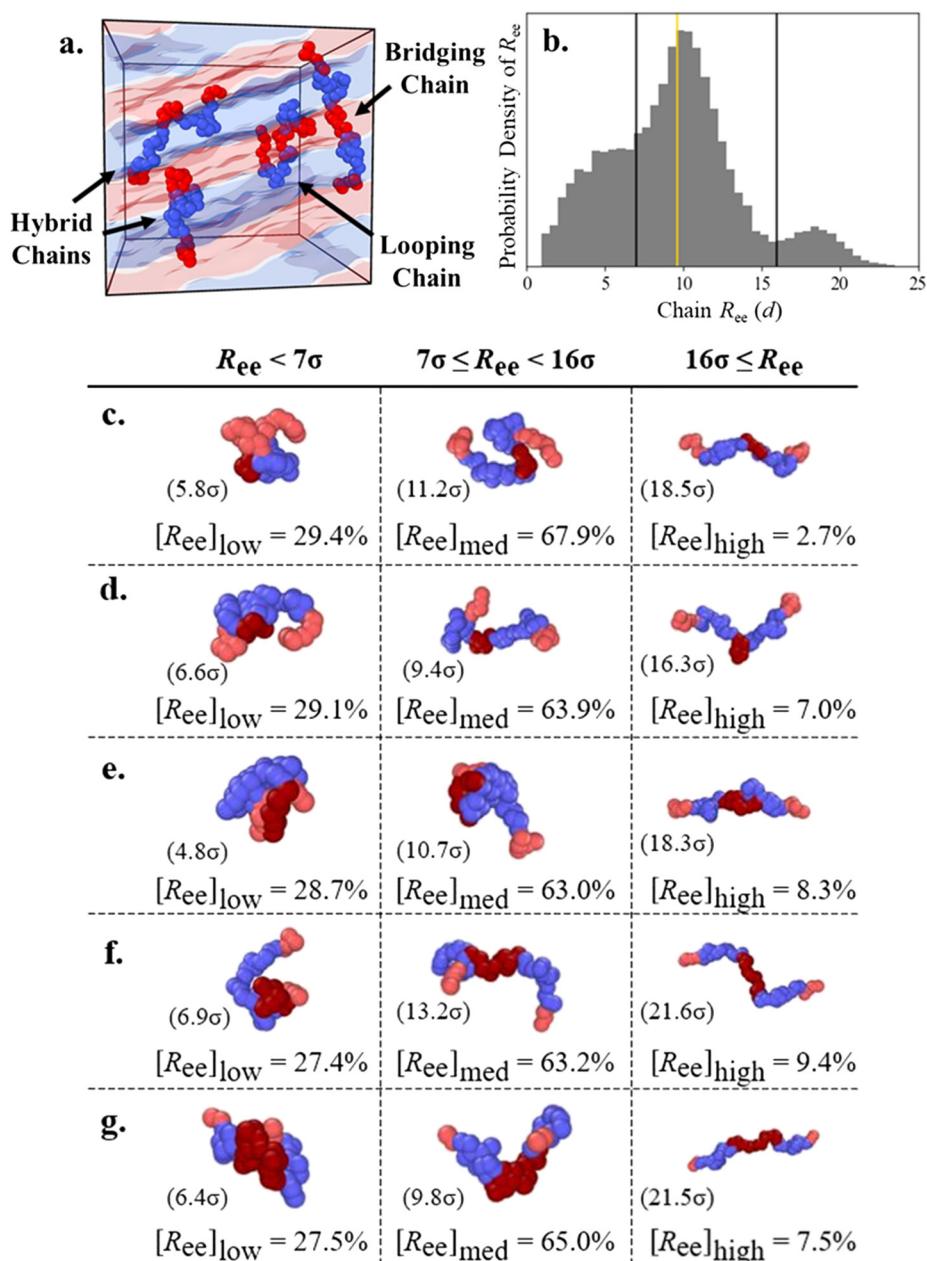 a.
Bridging
Chain
Hybrid
Chains
Looping
Chain
b.
Probability Density of Ree
0 5 10 15 20 25
Chain Ree (d)
Ree < 7σ 7σ ≤ Ree < 16σ 16σ ≤ Ree
c.
(5.8σ) (11.2σ) (18.5σ)
[Ree]low = 29.4% [Ree]med = 67.9% [Ree]high = 2.7%
d.
(6.6σ) (9.4σ) (16.3σ)
[Ree]low = 29.1% [Ree]med = 63.9% [Ree]high = 7.0%
e.
(4.8σ) (10.7σ) (18.3σ)
[Ree]low = 28.7% [Ree]med = 63.0% [Ree]high = 8.3%
f.
(6.9σ) (13.2σ) (21.6σ)
[Ree]low = 27.4% [Ree]med = 63.2% [Ree]high = 9.4%
g.
(6.4σ) (9.8σ) (21.5σ)
[Ree]low = 27.5% [Ree]med = 65.0% [Ree]high = 7.5%